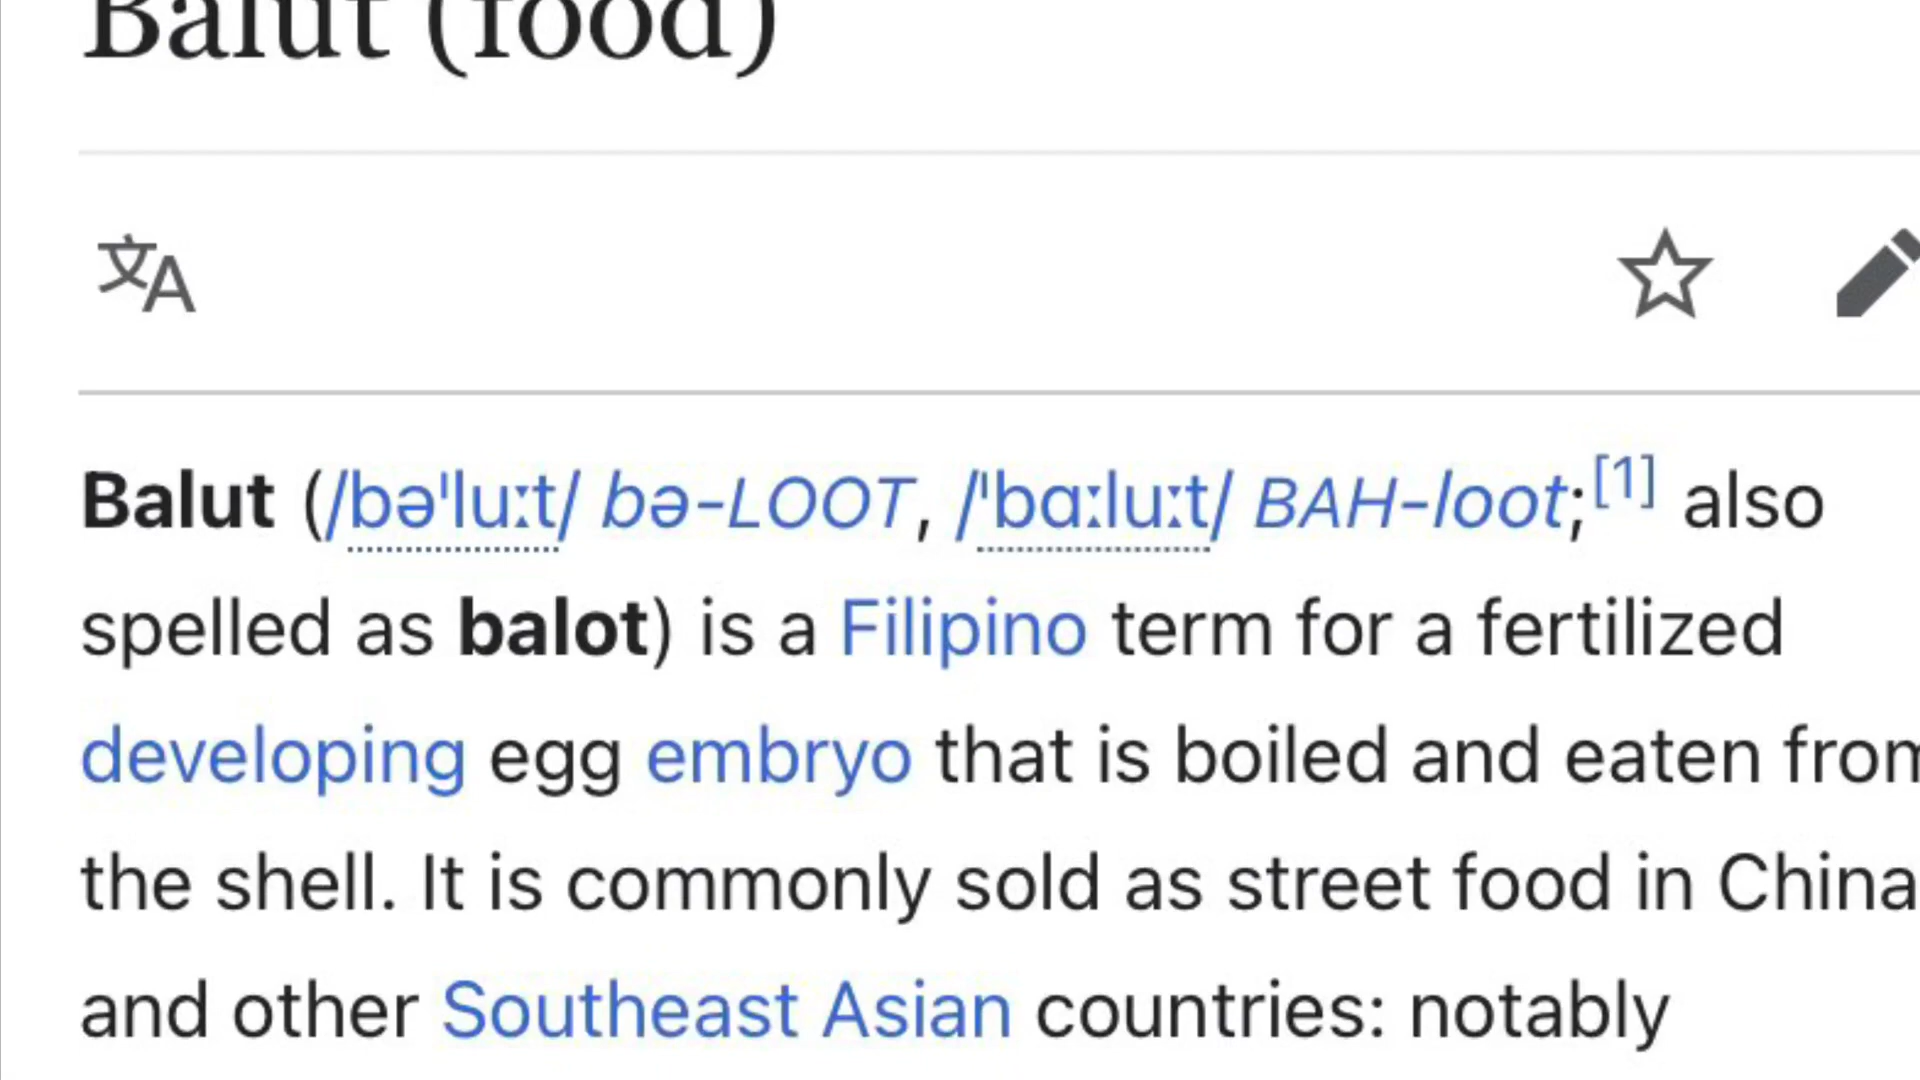 Balut (food)
文A
Balut (/bəˈluːt/ bə-LOOT, /ˈbɑːluːt/ BAH-loot;[1] also
spelled as balot) is a Filipino term for a fertilized
developing egg embryo that is boiled and eaten from
the shell. It is commonly sold as street food in China
and other Southeast Asian countries: notably